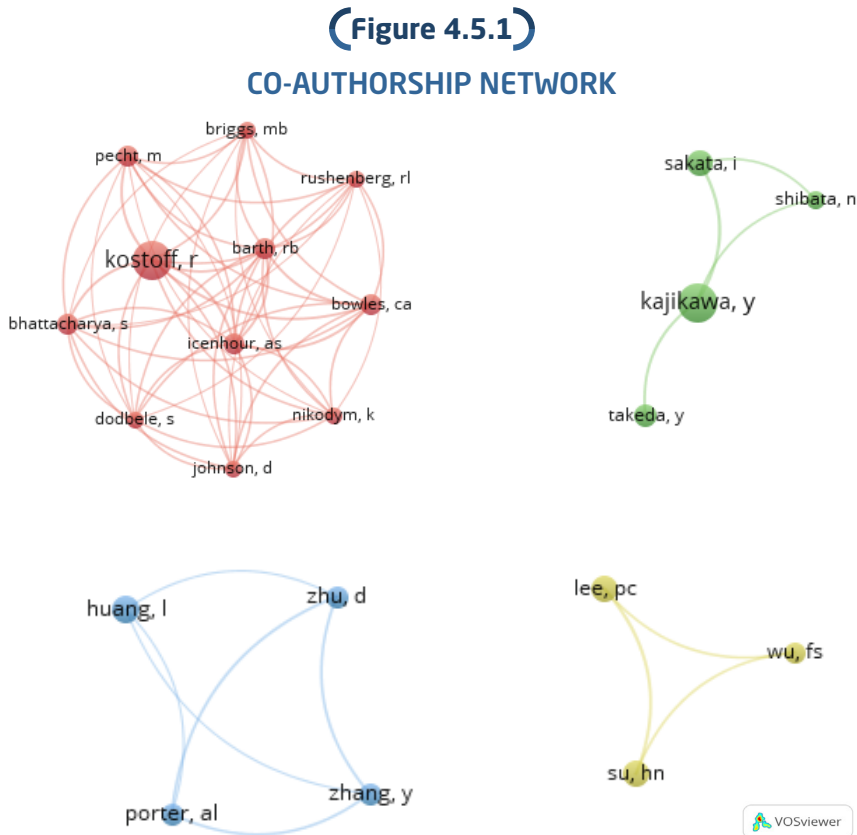 Figure 4.5.1
CO-AUTHORSHIP NETWORK
briggs, mb
pecht, m
rushenberg, rl
kostoff, r
barth, rb
bowles, ca
bhattacharya, s
icenhour, as
dodbele, s
nikodym, k
johnson, d
sakata, i
shibata, n
kajikawa, y
takeda, y
huang, l
zhu, d
zhang, y
porter, al
lee, pc
wu, fs
su, hn
VOSviewer